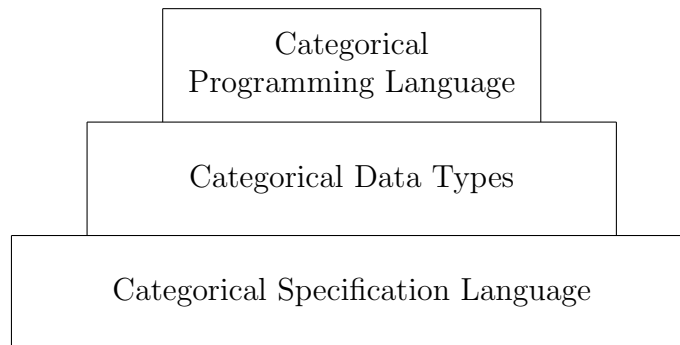 Categorical
Programming Language
Categorical Data Types
Categorical Specification Language